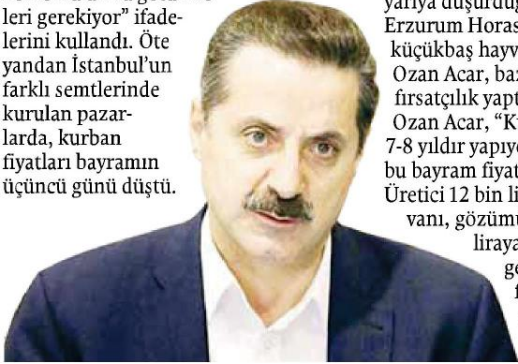 leri gerekiyor” ifade-
lerini kullandı. Öte
yandan İstanbul’un
farklı semtlerinde
kurulan pazar-
larda, kurban
fiyatları bayramın
üçüncü günü düştü.
Erzurum Horas
küçükbaş hayv
Ozan Acar, baz
fırsatçılık yapt
Ozan Acar, “Kı
7-8 yıldır yapıyo
bu bayram fiyat
Üretici 12 bin li
vanı, gözümü
liraya
ge
f